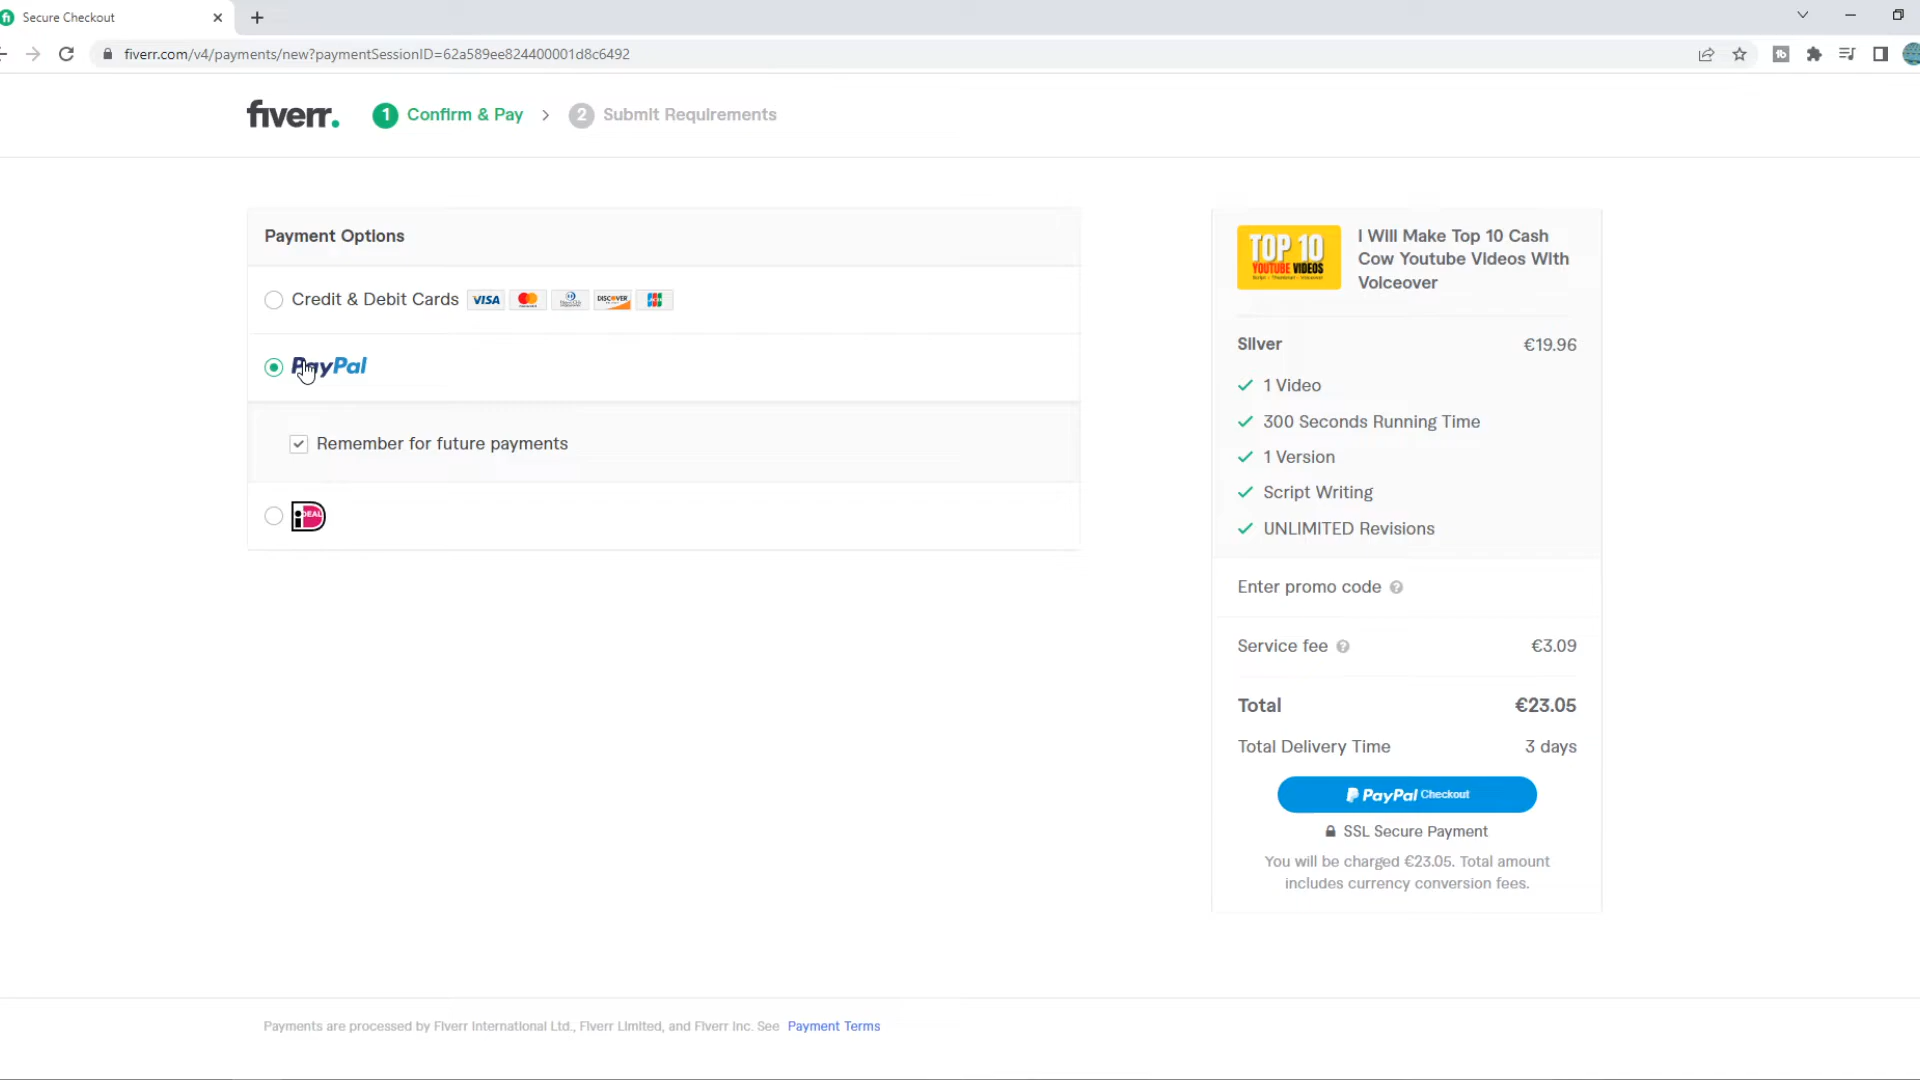 Secure Checkout
fiverr.com/v4/payments/new?paymentSessionID=62a589ee824400001d8c6492
fiverr.
1 Confirm & Pay
2 Submit Requirements
Payment Options
Credit & Debit Cards VISA DISCOVER JCB
PayPal
Remember for future payments
iDEAL
TOP 10
YOUTUBE VIDEOS
Script - Thumbnail - Voiceover
I Will Make Top 10 Cash
Cow Youtube Videos With
Voiceover
Silver €19.96
1 Video
300 Seconds Running Time
1 Version
Script Writing
UNLIMITED Revisions
Enter promo code
Service fee €3.09
Total €23.05
Total Delivery Time 3 days
PayPal Checkout
SSL Secure Payment
You will be charged €23.05. Total amount
includes currency conversion fees.
Payments are processed by Fiverr International Ltd., Fiverr Limited, and Fiverr Inc. See Payment Terms